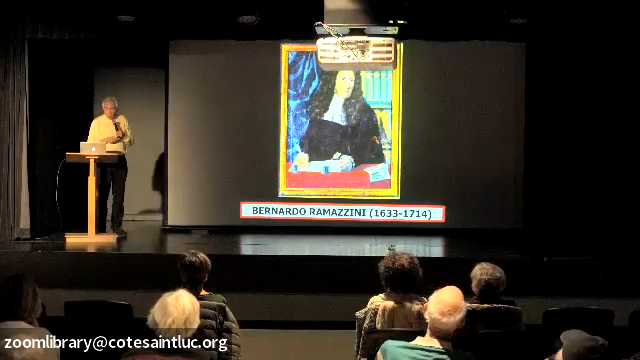 BERNARDO RAMAZZINI (1633-1714)
zoomlibrary@cotesaintluc.org